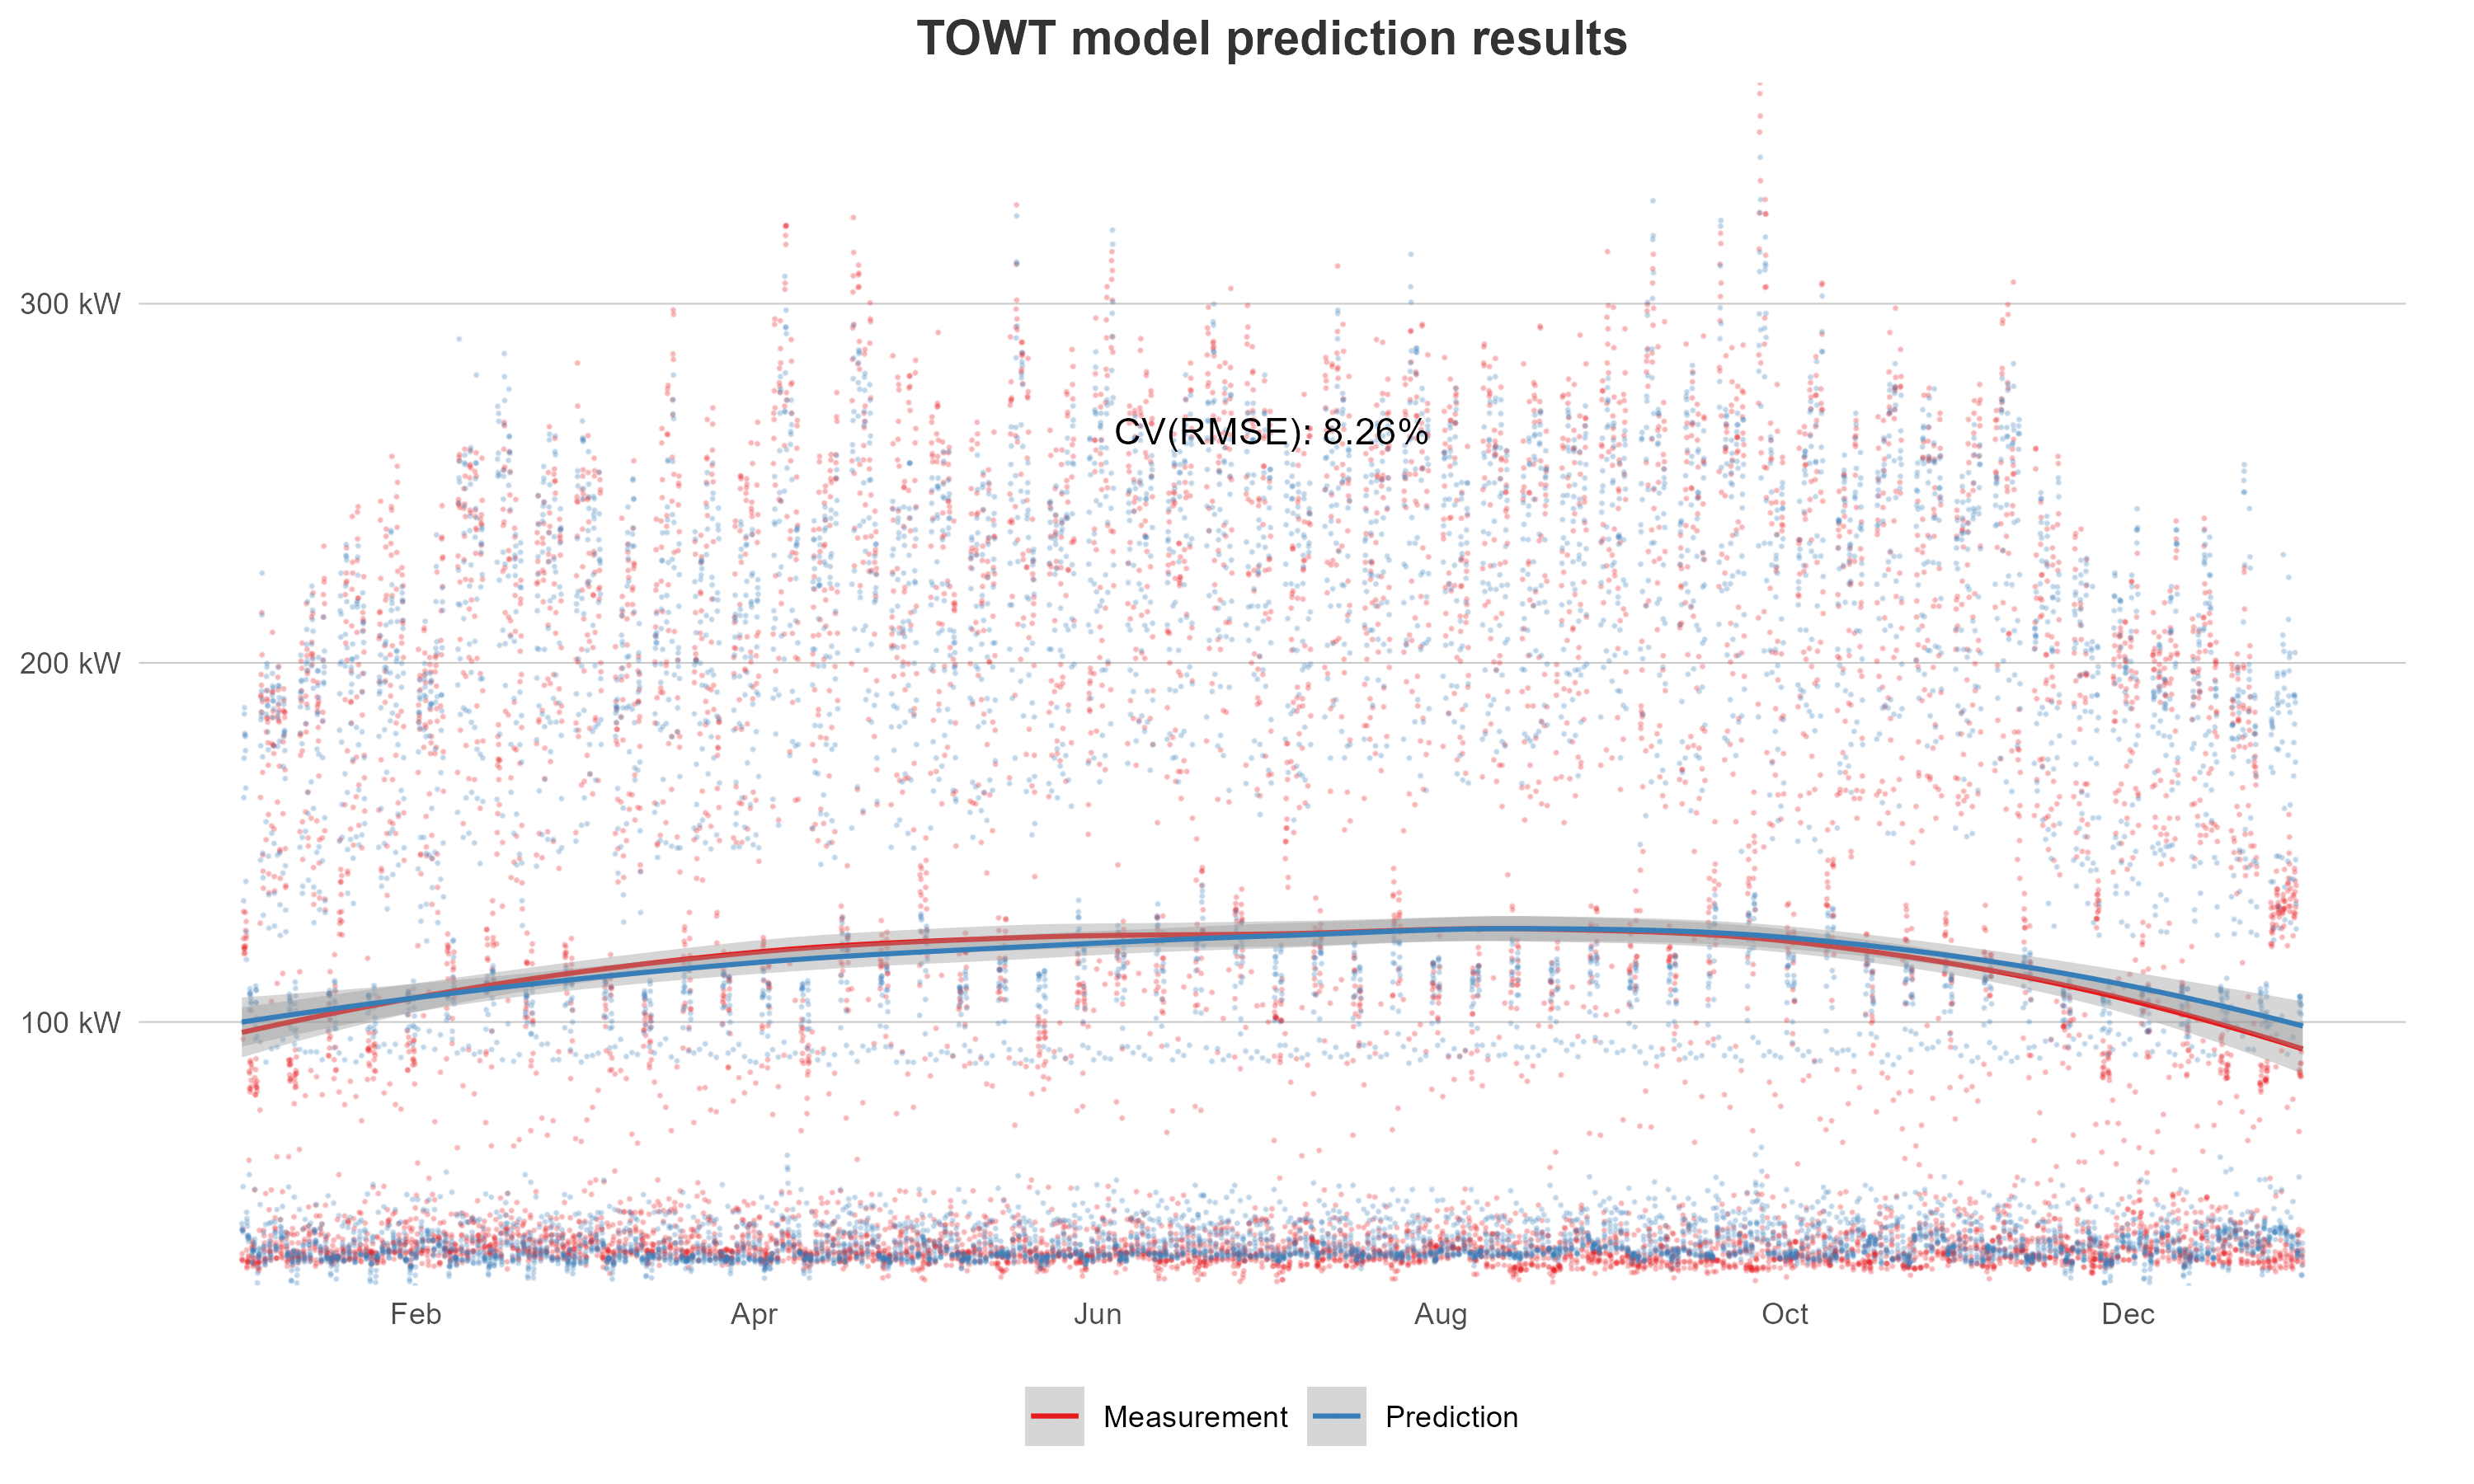 TOWT model prediction results
300 kW
CV(RMSE): 8.26%
200 kW
100 kW
Feb Apr Jun Aug Oct Dec
Measurement Prediction